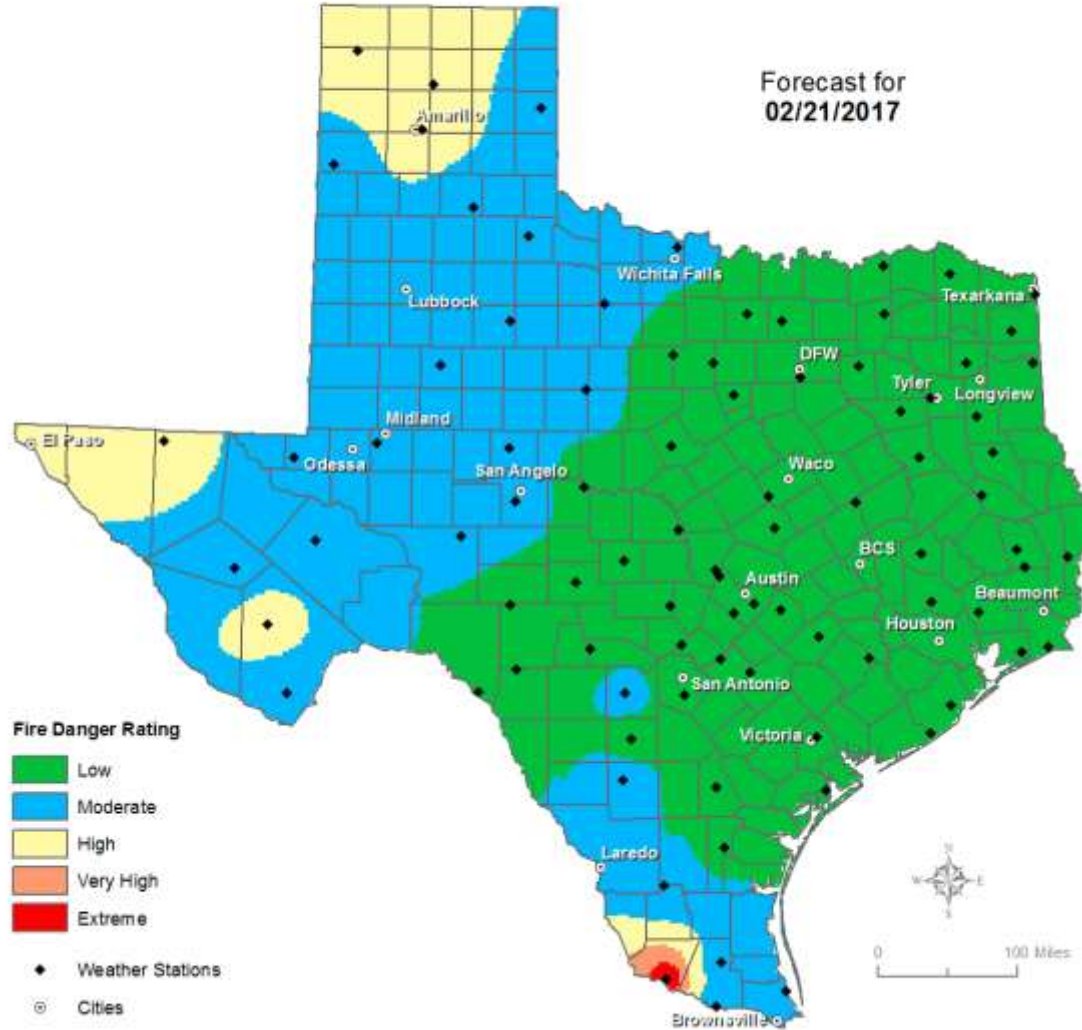 Forecast for
02/21/2017
Amarillo
Wichita Falls
Lubbock
Texarkana
DFW
Tyler
Longview
El Paso
Midland
Odessa
San Angelo
Waco
BCS
Austin
Beaumont
Houston
San Antonio
Victoria
Laredo
Brownsville
Fire Danger Rating
Low
Moderate
High
Very High
Extreme
Weather Stations
Cities
N
W
E
S
0 100 Miles